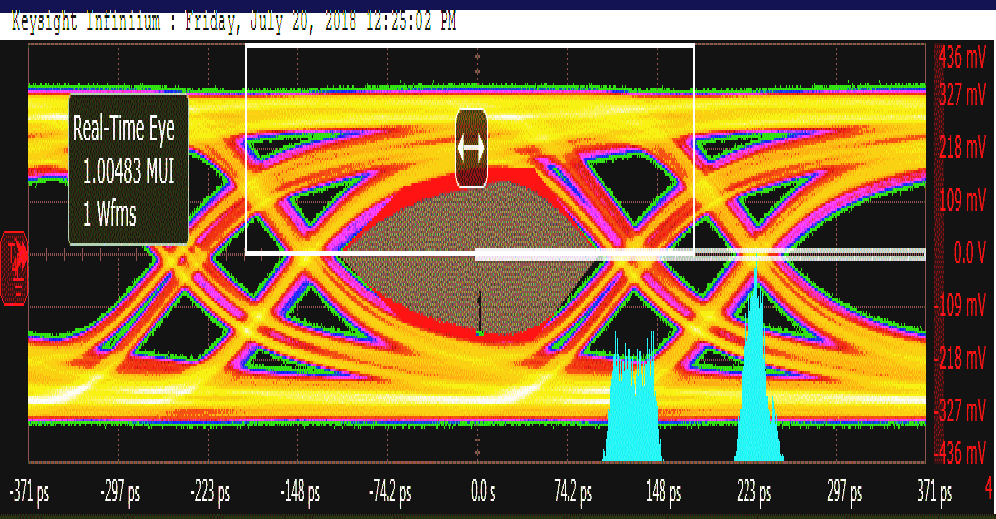 Keysight Infiniium : Friday, July 20, 2018 12:25:02 PM
Real-Time Eye
1.00483 MUI
1 Wfms
436 mV
327 mV
218 mV
109 mV
0.0 V
-109 mV
-218 mV
-327 mV
-436 mV
-371 ps -297 ps -223 ps -148 ps -74.2 ps 0.0 s 74.2 ps 148 ps 223 ps 297 ps 371 ps 4